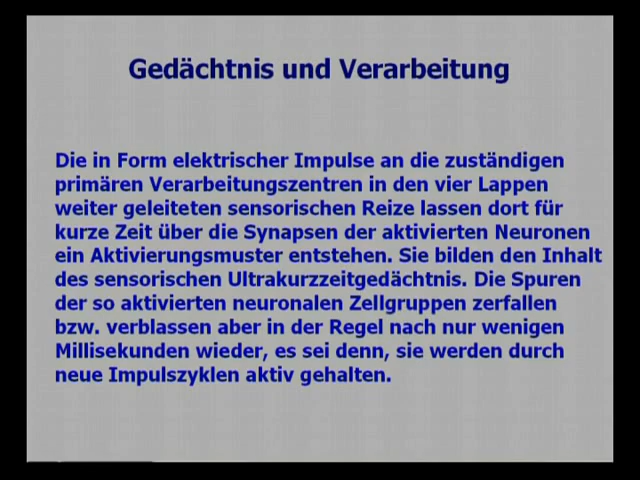 Gedächtnis und Verarbeitung
Die in Form elektrischer Impulse an die zuständigen
primären Verarbeitungszentren in den vier Lappen
weiter geleiteten sensorischen Reize lassen dort für
kurze Zeit über die Synapsen der aktivierten Neuronen
ein Aktivierungsmuster entstehen. Sie bilden den Inhalt
des sensorischen Ultrakurzzeitgedächtnis. Die Spuren
der so aktivierten neuronalen Zellgruppen zerfallen
bzw. verblassen aber in der Regel nach nur wenigen
Millisekunden wieder, es sei denn, sie werden durch
neue Impulszyklen aktiv gehalten.